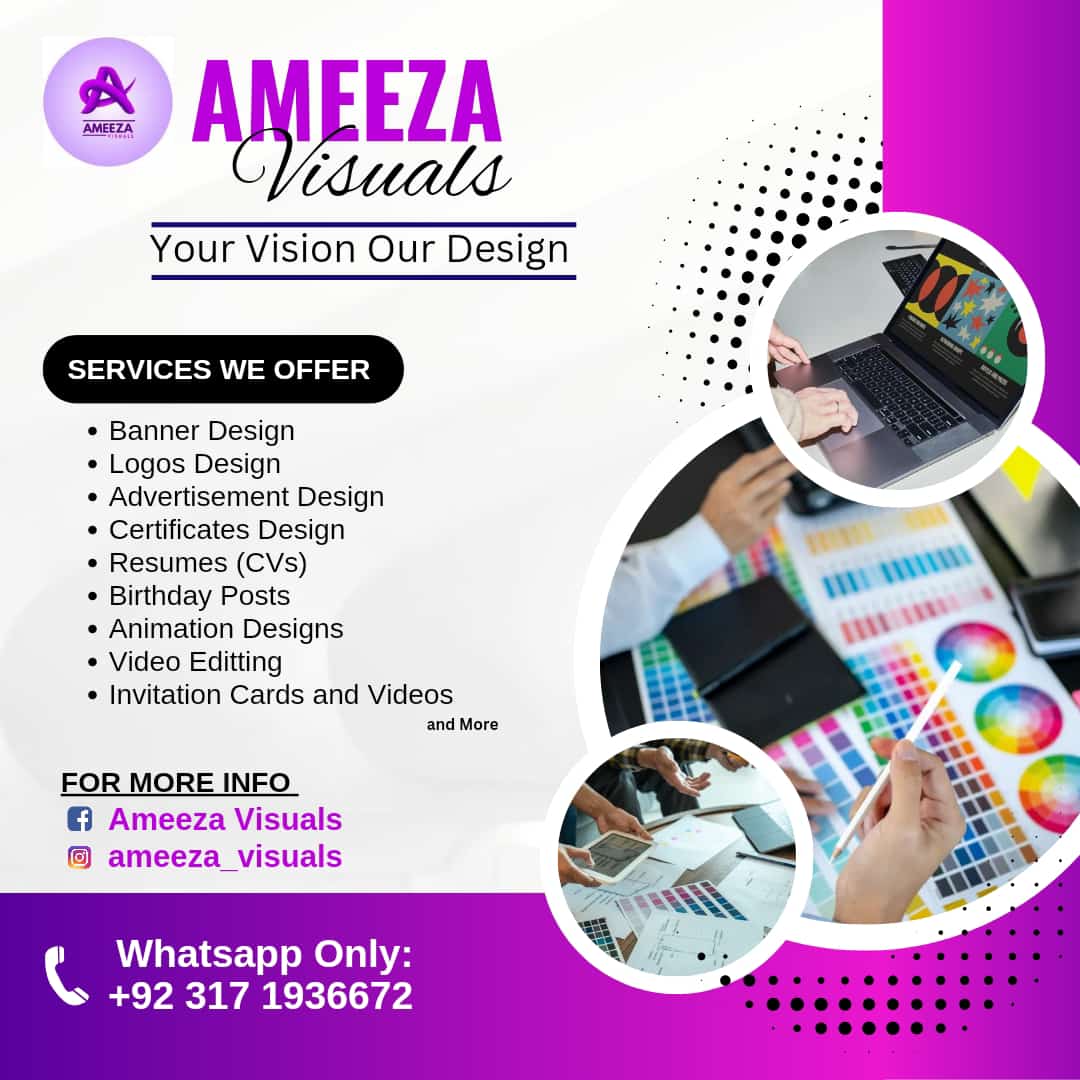 AMEEZA
VISUALS
AMEEZA
Visuals
Your Vision Our Design
SERVICES WE OFFER
Banner Design
Logos Design
Advertisement Design
Certificates Design
Resumes (CVs)
Birthday Posts
Animation Designs
Video Editting
Invitation Cards and Videos
and More
FOR MORE INFO
Ameeza Visuals
ameeza_visuals
Whatsapp Only:
+92 317 1936672